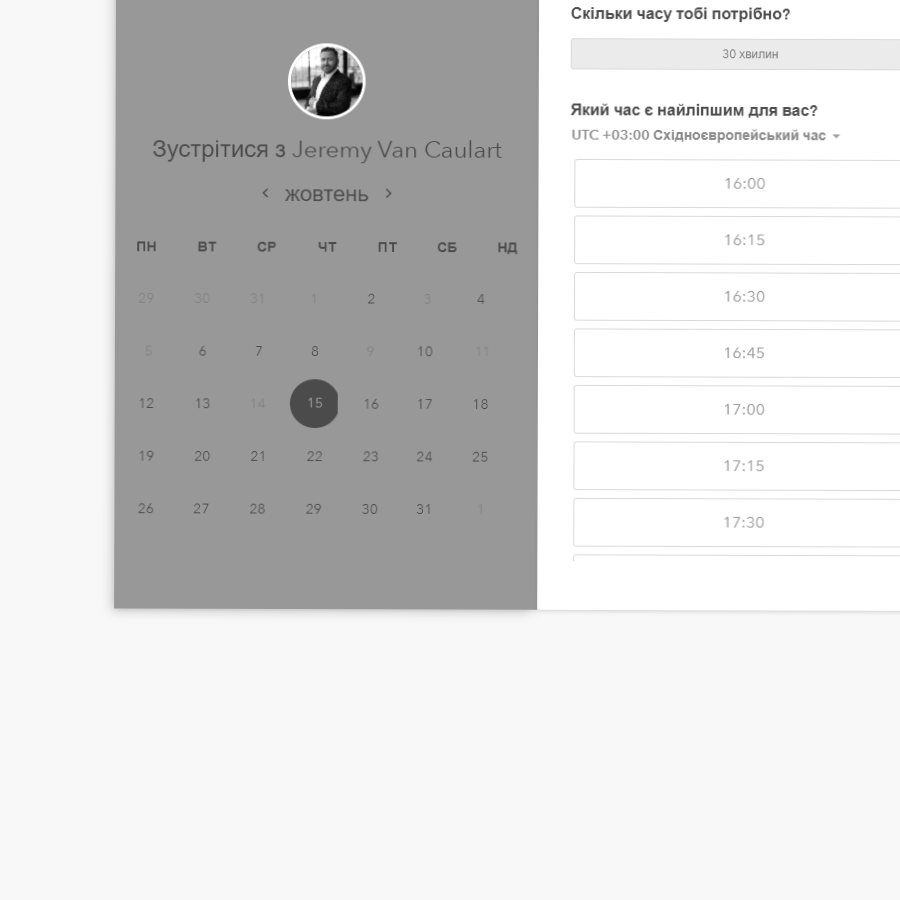 Зустрітися з Jeremy Van Caulart
жовтень
ПН ВТ СР ЧТ ПТ СБ НД
29 30 31 1 2 3 4
5 6 7 8 9 10 11
12 13 14 15 16 17 18
19 20 21 22 23 24 25
26 27 28 29 30 31 1
Скільки часу тобі потрібно?
30 хвилин
Який час є найліпшим для вас?
UTC +03:00 Східноєвропейський час
16:00
16:15
16:30
16:45
17:00
17:15
17:30